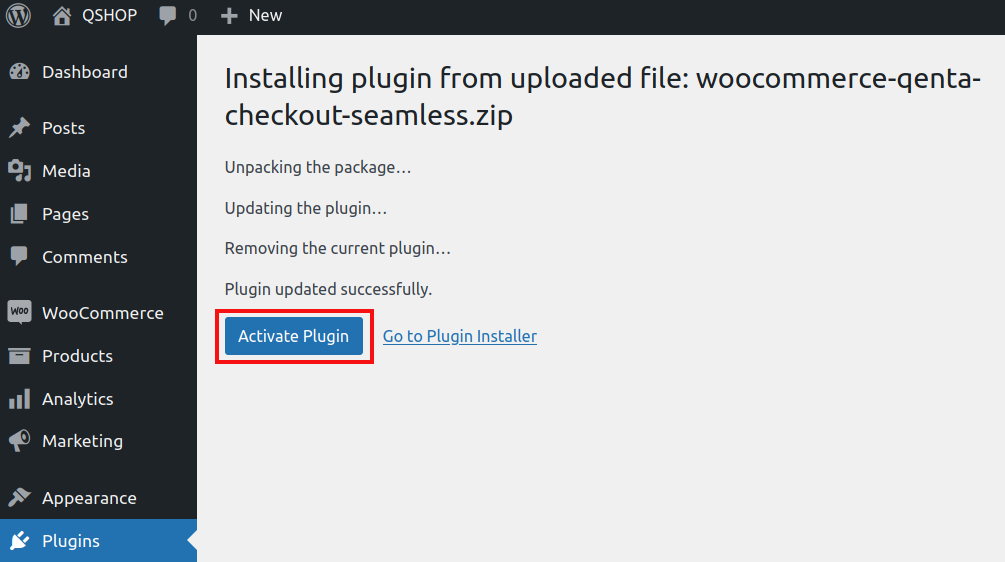 QSHOP 0 New
Dashboard
Posts
Media
Pages
Comments
Woo WooCommerce
Products
Analytics
Marketing
Appearance
Plugins
Installing plugin from uploaded file: woocommerce-qenta-
checkout-seamless.zip
Unpacking the package…
Updating the plugin…
Removing the current plugin…
Plugin updated successfully.
Activate Plugin Go to Plugin Installer